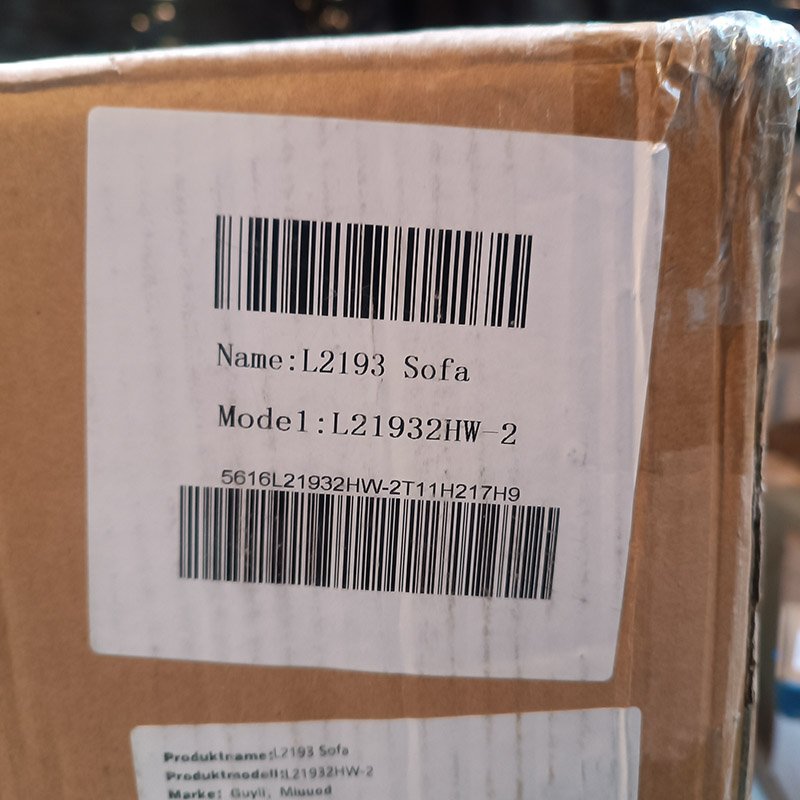 Name:L2193 Sofa
Model:L21932HW-2
5616L21932HW-2T11H217H9
Produktname:L2193 Sofa
Produktmodell:L21932HW-2
Marke: Guyii, Miuuod